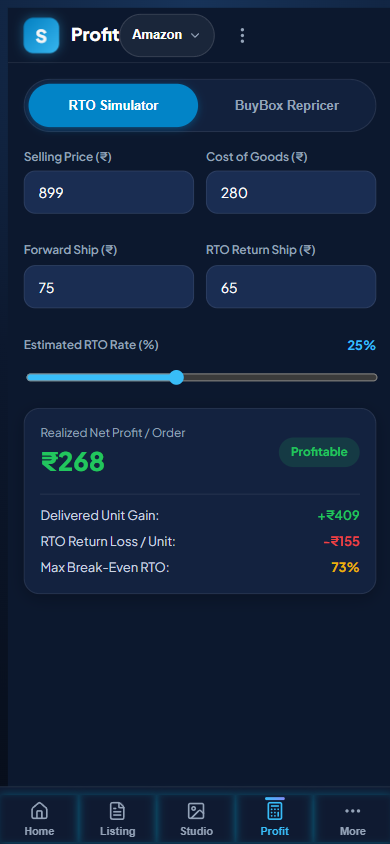 S Profit Amazon
RTO Simulator BuyBox Repricer
Selling Price (₹) Cost of Goods (₹)
899 280
Forward Ship (₹) RTO Return Ship (₹)
75 65
Estimated RTO Rate (%) 25%
Realized Net Profit / Order
₹268 Profitable
Delivered Unit Gain: +₹409
RTO Return Loss / Unit: -₹155
Max Break-Even RTO: 73%
Home Listing Studio Profit More